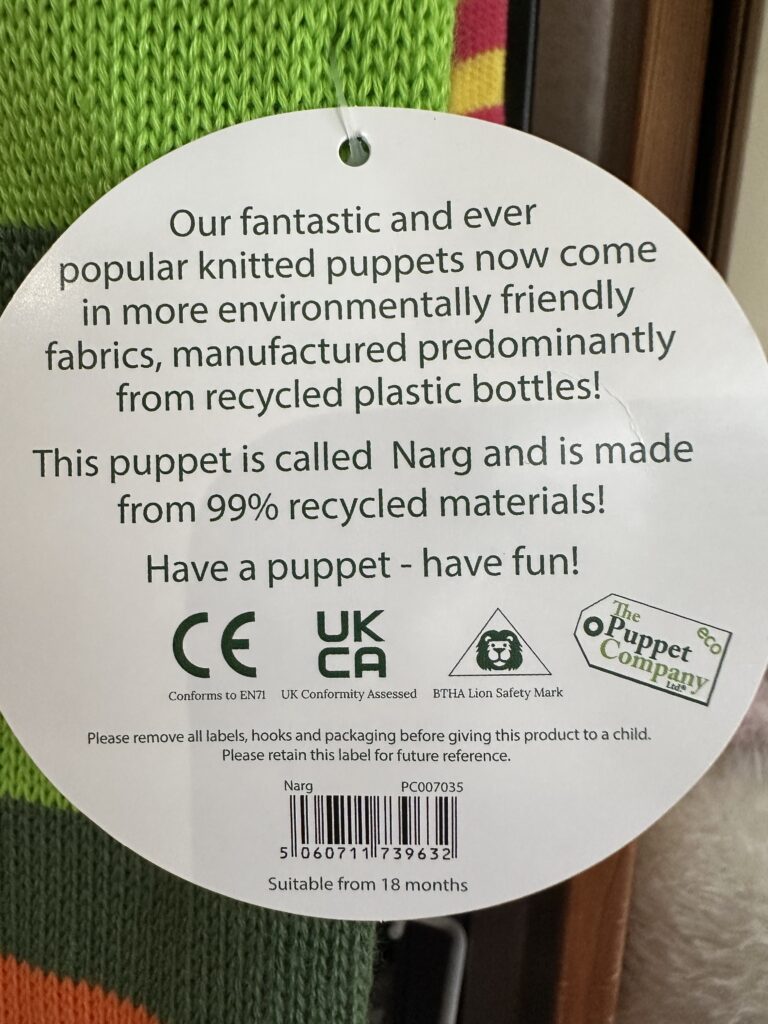 Our fantastic and ever
popular knitted puppets now come
in more environmentally friendly
fabrics, manufactured predominantly
from recycled plastic bottles!
This puppet is called Narg and is made
from 99% recycled materials!
Have a puppet - have fun!
CE
Conforms to EN71
UK
CA
UK Conformity Assessed
BTHA Lion Safety Mark
The
Puppet
Company
Ltd.®
eco
Please remove all labels, hooks and packaging before giving this product to a child.
Please retain this label for future reference.
Narg PC007035
5 060711 739632
Suitable from 18 months